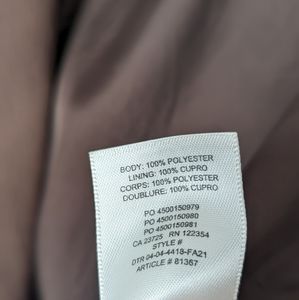 BODY: 100% POLYESTER
LINING: 100% CUPRO
CORPS: 100% POLYESTER
DOUBLURE: 100% CUPRO
PO 4500150979
PO 4500150980
PO 4500150981
CA 23725 RN 122354
STYLE #
DTR 04-04-4418-FA21
ARTICLE # 81367